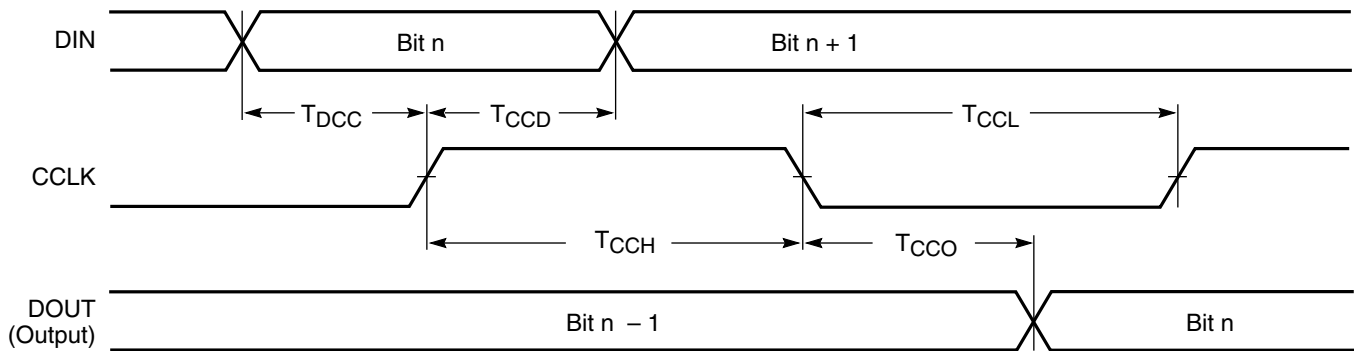 DIN
Bit n
Bit n + 1
TDCC
TCCD
TCCL
CCLK
TCCH
TCCO
DOUT
(Output)
Bit n – 1
Bit n